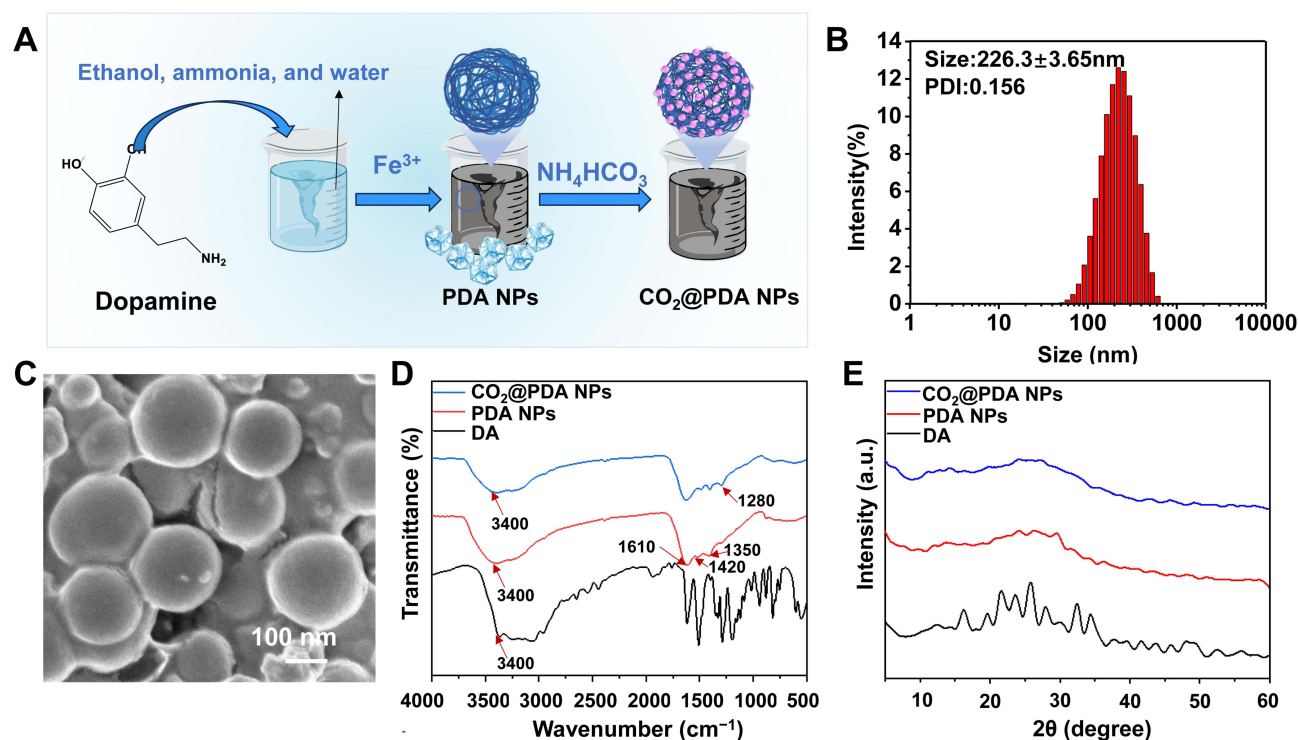 A
Ethanol, ammonia, and water
HO
OH
NH₂
Dopamine
Fe³⁺
PDA NPs
NH₄HCO₃
CO₂@PDA NPs
B
Size:226.3±3.65nm
PDI:0.156
Intensity(%)
14
12
10
8
6
4
2
0
1
10
100
1000
10000
Size (nm)
C
100 nm
D
CO₂@PDA NPs
PDA NPs
DA
Transmittance (%)
3400
1280
3400
1610
1420
1350
3400
4000
3500
3000
2500
2000
1500
1000
500
Wavenumber (cm⁻¹)
E
CO₂@PDA NPs
PDA NPs
DA
Intensity (a.u.)
10
20
30
40
50
60
2θ (degree)